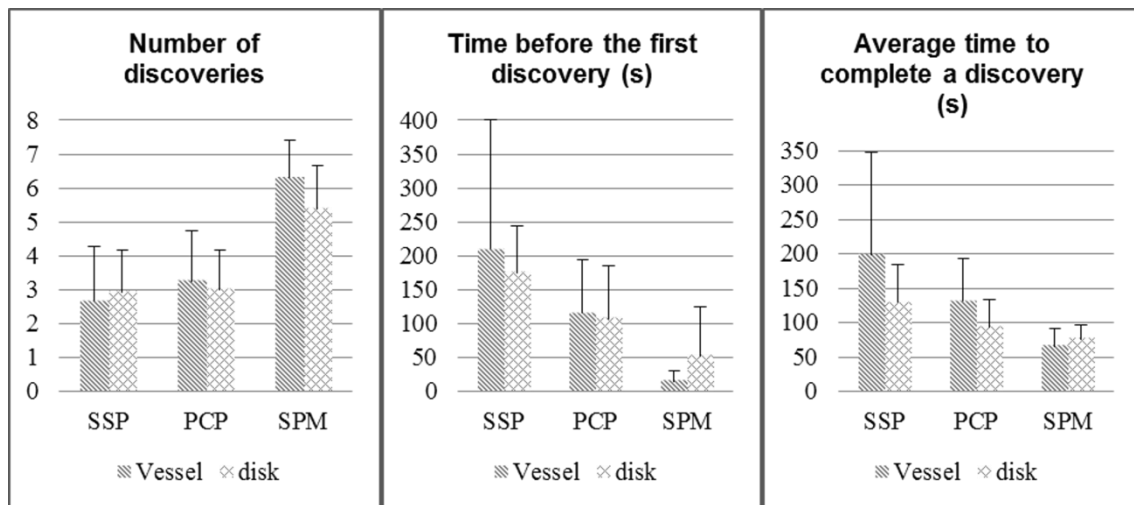 Number of
discoveries
8
7
6
5
4
3
2
1
0
SSP PCP SPM
Vessel disk
Time before the first
discovery (s)
400
350
300
250
200
150
100
50
0
SSP PCP SPM
Vessel disk
Average time to
complete a discovery
(s)
350
300
250
200
150
100
50
0
SSP PCP SPM
Vessel disk